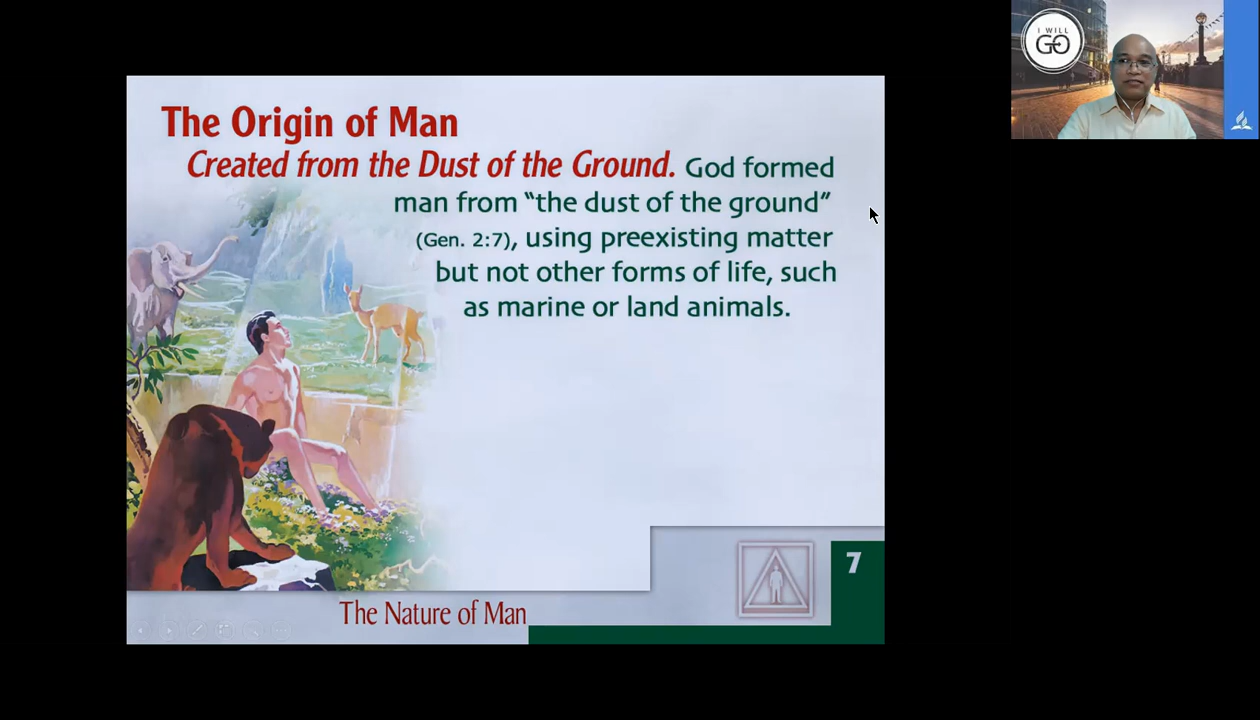 The Origin of Man
Created from the Dust of the Ground. God formed
man from “the dust of the ground”
(Gen. 2:7), using preexisting matter
but not other forms of life, such
as marine or land animals.
7
The Nature of Man
I WILL
GO